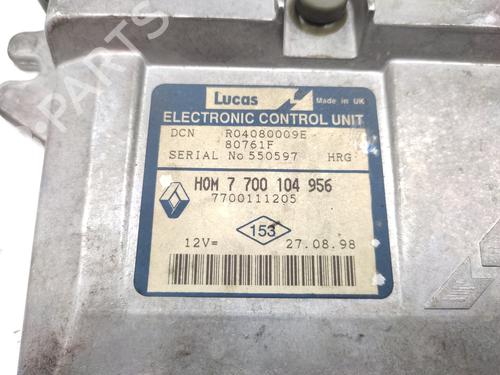 Lucas
Made in UK
ELECTRONIC CONTROL UNIT
DCN R04080009E
80761F
SERIAL No 550597 HRG
HOM 7 700 104 956
7700111205
153
12V= 27.08.98
PARTS